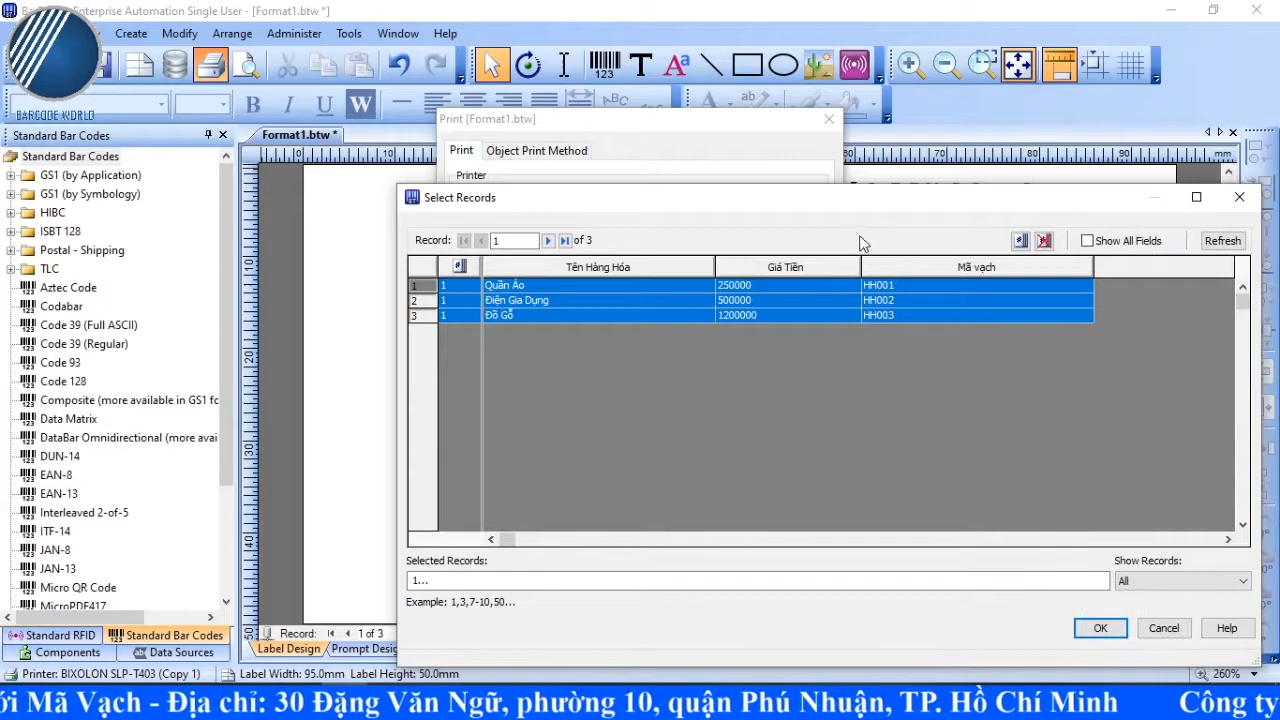 Enterprise Automation Single User - [Format1.btw *]
Create Modify Arrange Administer Tools Window Help
BARCODE WORLD
Standard Bar Codes
Format1.btw *
Print [Format1.btw]
Print Object Print Method
Printer
mm
Standard Bar Codes
GS1 (by Application)
GS1 (by Symbology)
HIBC
ISBT 128
Postal - Shipping
TLC
Aztec Code
Codabar
Code 39 (Full ASCII)
Code 39 (Regular)
Code 93
Code 128
Composite (more available in GS1 fo
Data Matrix
DataBar Omnidirectional (more avai
DUN-14
EAN-8
EAN-13
Interleaved 2-of-5
ITF-14
JAN-8
JAN-13
Micro QR Code
MicroPDF417
Standard RFID Standard Bar Codes
Components Data Sources
Select Records
Record: 1 of 3 Show All Fields Refresh
Tên Hàng Hóa Giá Tiền Mã vạch
1 1 Quần Áo 250000 HH001
2 1 Điện Gia Dụng 500000 HH002
3 1 Đồ Gỗ 1200000 HH003
Selected Records: Show Records:
1... All
Example: 1,3,7-10,50...
OK Cancel Help
Record: 1 of 3
Label Design Prompt Desig
Printer: BIXOLON SLP-T403 (Copy 1) Label Width: 95.0mm Label Height: 50.0mm 260%
ới Mã Vạch - Địa chỉ: 30 Đặng Văn Ngữ, phường 10, quận Phú Nhuận, TP. Hồ Chí Minh Công ty